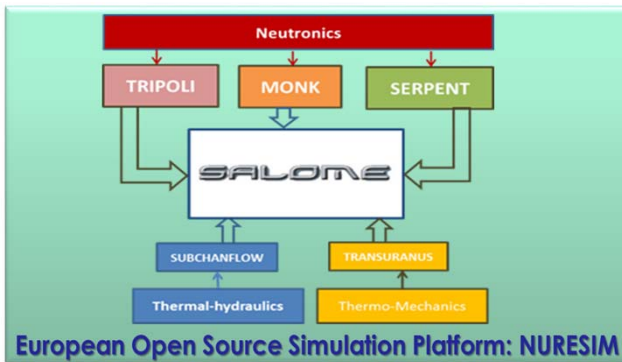 Neutronics
TRIPOLI MONK SERPENT
SALOME
SUBCHANFLOW TRANSURANUS
Thermal-hydraulics Thermo-Mechanics
European Open Source Simulation Platform: NURESIM